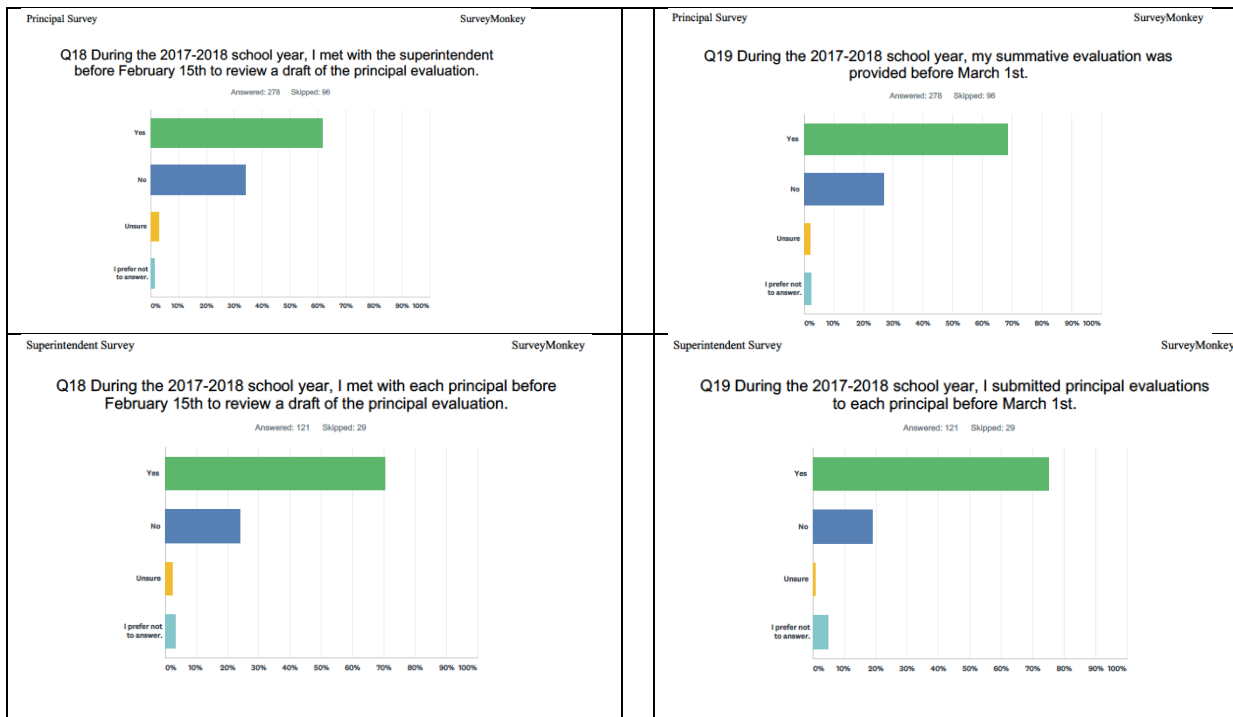 Principal Survey SurveyMonkey
Q18 During the 2017-2018 school year, I met with the superintendent
before February 15th to review a draft of the principal evaluation.
Answered: 278 Skipped: 96
Yes
No
Unsure
I prefer not
to answer.
0% 10% 20% 30% 40% 50% 60% 70% 80% 90% 100%
Principal Survey SurveyMonkey
Q19 During the 2017-2018 school year, my summative evaluation was
provided before March 1st.
Answered: 278 Skipped: 96
Yes
No
Unsure
I prefer not
to answer.
0% 10% 20% 30% 40% 50% 60% 70% 80% 90% 100%
Superintendent Survey SurveyMonkey
Q18 During the 2017-2018 school year, I met with each principal before
February 15th to review a draft of the principal evaluation.
Answered: 121 Skipped: 29
Yes
No
Unsure
I prefer not
to answer.
0% 10% 20% 30% 40% 50% 60% 70% 80% 90% 100%
Superintendent Survey SurveyMonkey
Q19 During the 2017-2018 school year, I submitted principal evaluations
to each principal before March 1st.
Answered: 121 Skipped: 29
Yes
No
Unsure
I prefer not
to answer.
0% 10% 20% 30% 40% 50% 60% 70% 80% 90% 100%